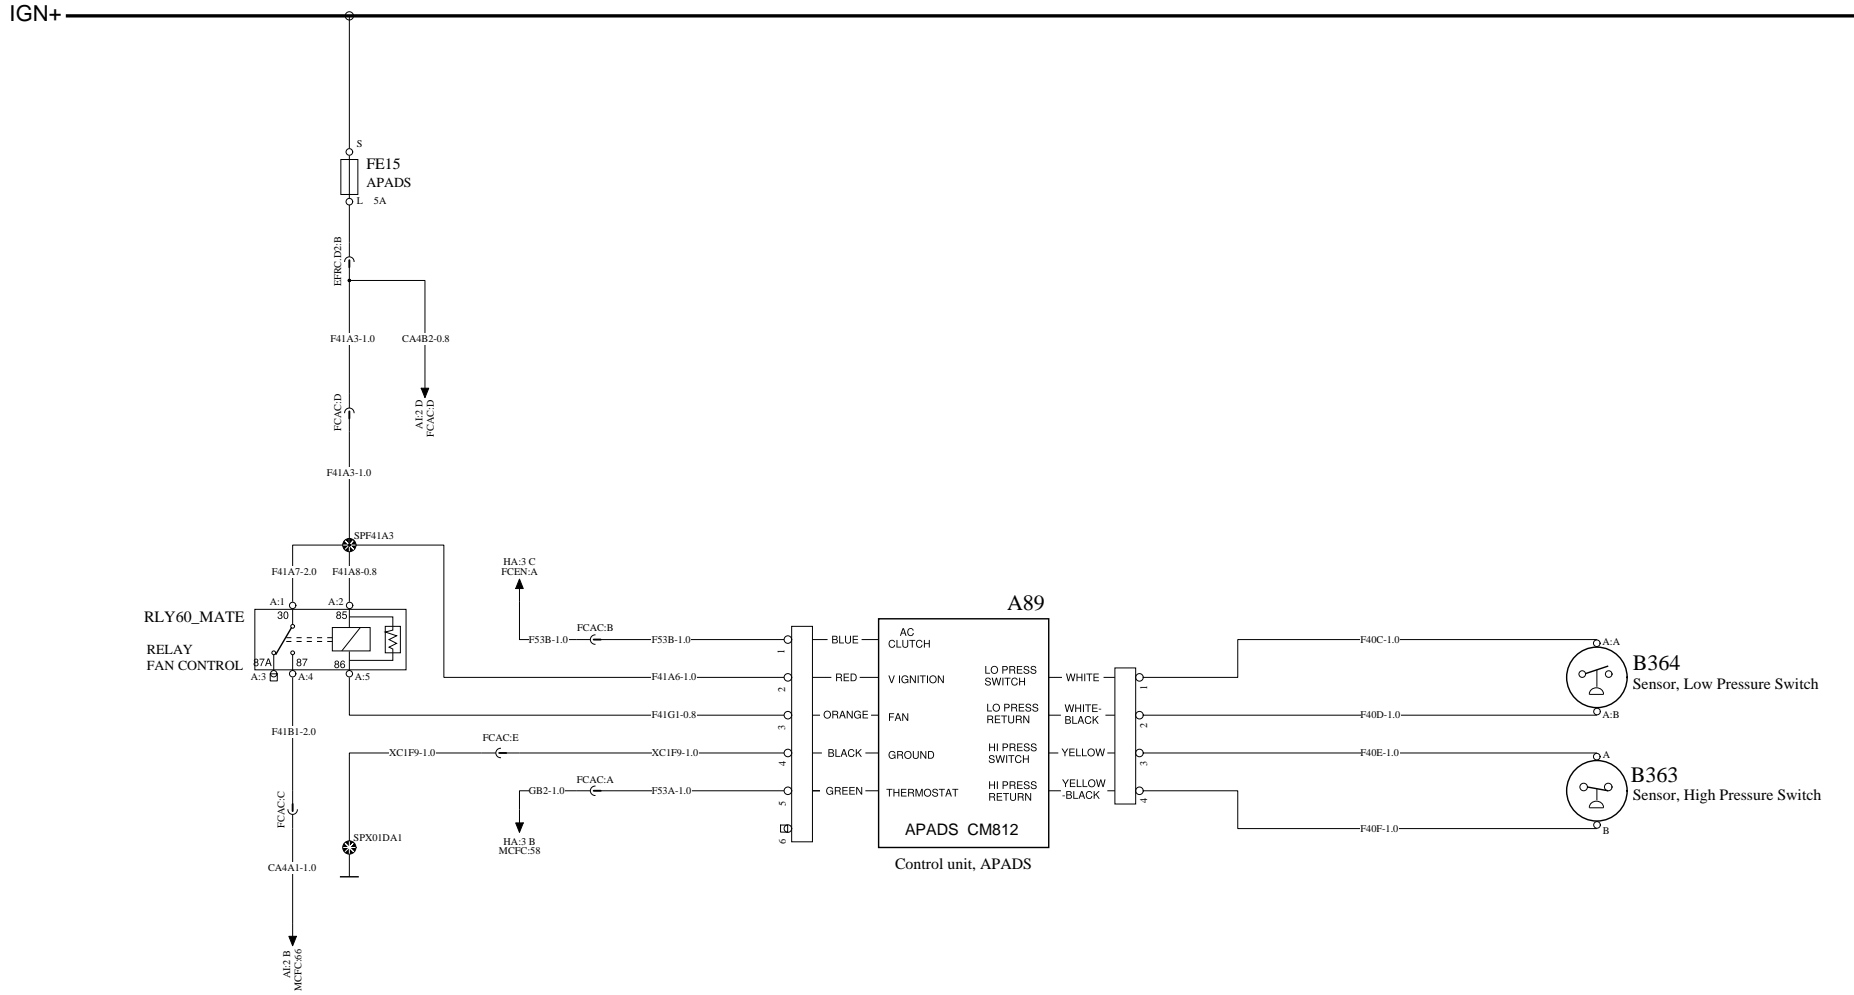 IGN+
S
FE15
APADS
L 5A
EFRC.D2:B
F41A3-1.0
CA4B2-0.8
FCAC:D
AI:2 D
FCAC:D
F41A3-1.0
SPF41A3
F41A7-2.0
F41A8-0.8
A:1
A:2
RLY60_MATE
RELAY
FAN CONTROL
30
85
87A
87
86
A:3
A:4
A:5
F41B1-2.0
FCAC:C
CA4A1-1.0
AI:2 B
MCFC:66
SPX01DA1
HA:3 C
FCEN:A
F53B-1.0
FCAC:B
F53B-1.0
F41A6-1.0
F41G1-0.8
XC1F9-1.0
FCAC:E
XC1F9-1.0
GB2-1.0
FCAC:A
F53A-1.0
HA:3 B
MCFC:58
1
2
3
4
5
6
BLUE
RED
ORANGE
BLACK
GREEN
A89
AC
CLUTCH
V IGNITION
FAN
GROUND
THERMOSTAT
LO PRESS
SWITCH
LO PRESS
RETURN
HI PRESS
SWITCH
HI PRESS
RETURN
APADS CM812
Control unit, APADS
WHITE
WHITE-
BLACK
YELLOW
YELLOW
-BLACK
1
2
3
4
F40C-1.0
F40D-1.0
F40E-1.0
F40F-1.0
A:A
B364
Sensor, Low Pressure Switch
A:B
A
B363
Sensor, High Pressure Switch
B